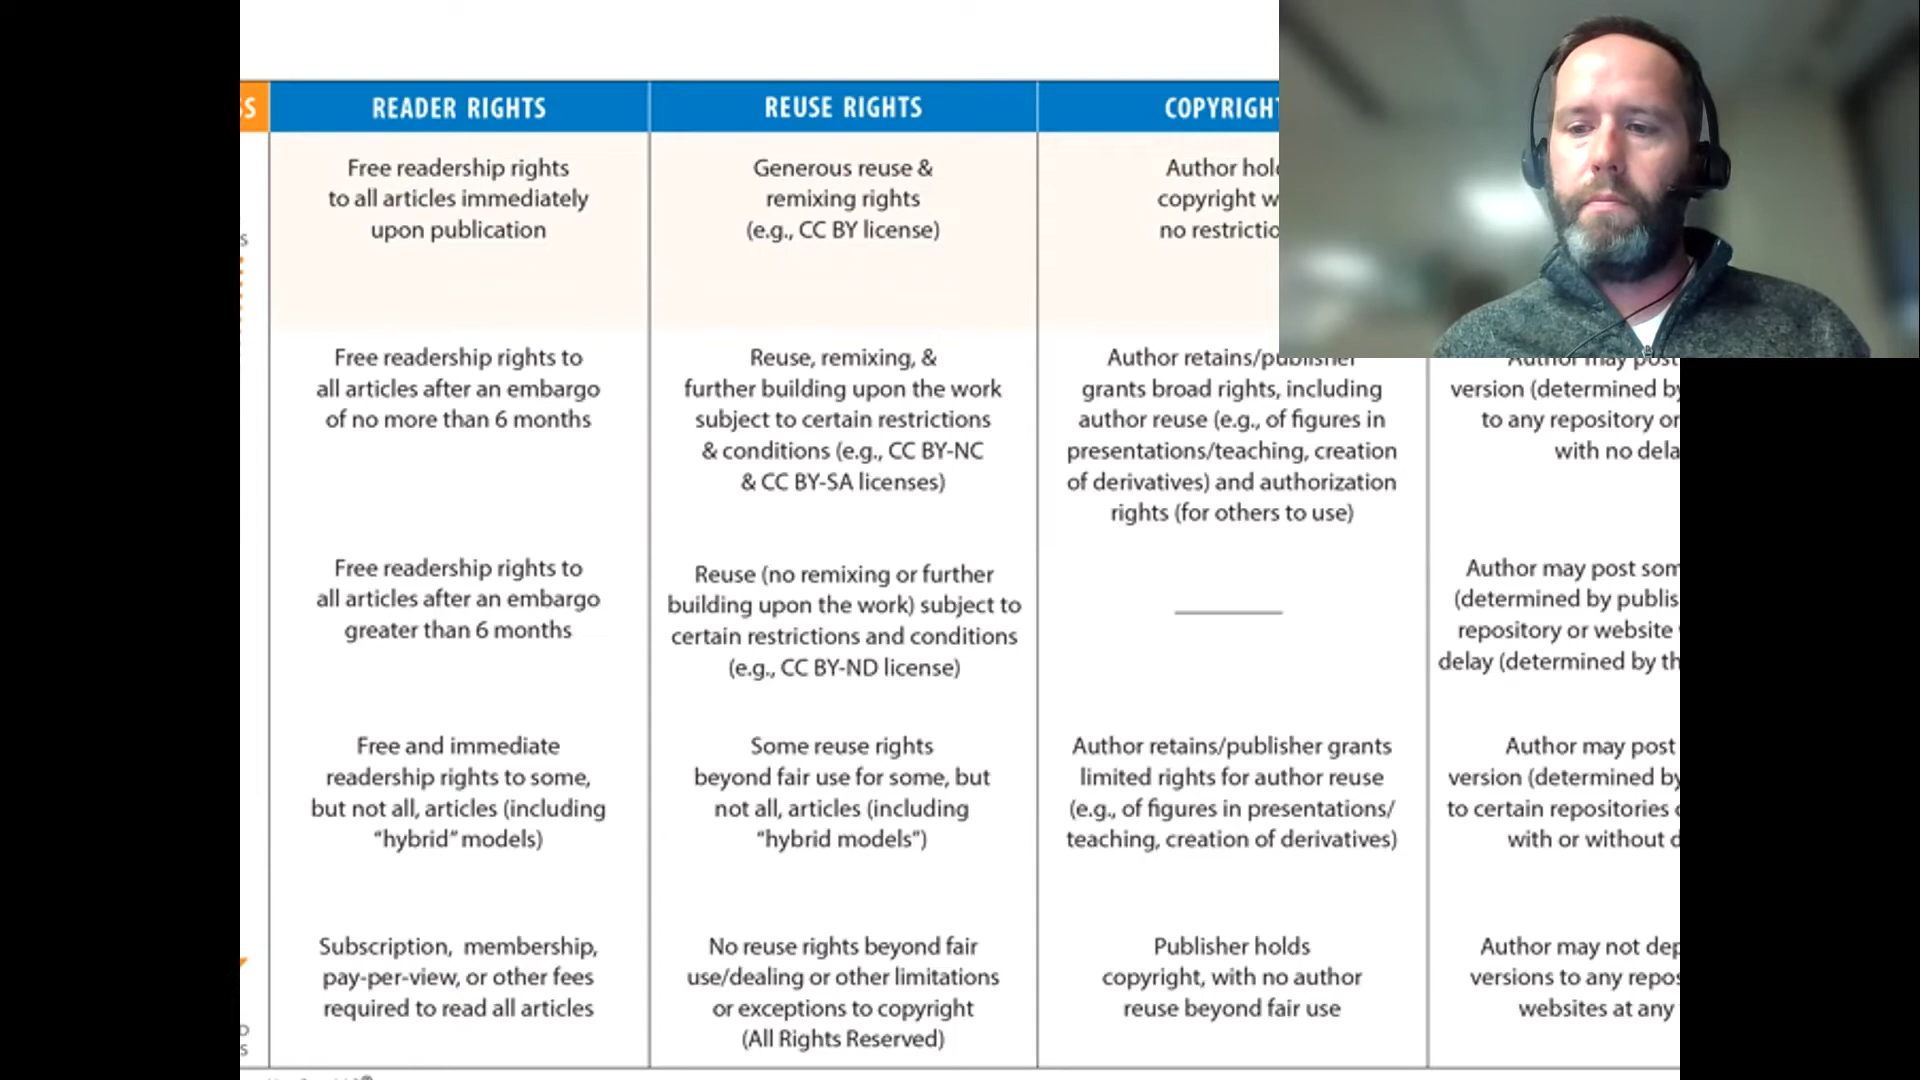 READER RIGHTS
REUSE RIGHTS
COPYRIGHT
Free readership rights
to all articles immediately
upon publication
Generous reuse &
remixing rights
(e.g., CC BY license)
Author
copyright
no
Free readership rights to
all articles after an embargo
of no more than 6 months
Reuse, remixing, &
further building upon the work
subject to certain restrictions
& conditions (e.g., CC BY-NC
& CC BY-SA licenses)
Author retains/publisher
grants broad rights, including
author reuse (e.g., of figures in
presentations/teaching, creation
of derivatives) and authorization
rights (for others to use)
Author may post
version (determined by
to any repository or
with no
Free readership rights to
all articles after an embargo
greater than 6 months
Reuse (no remixing or further
building upon the work) subject to
certain restrictions and conditions
(e.g., CC BY-ND license)
Author may post
(determined by
repository or website
delay (determined by
Free and immediate
readership rights to some,
but not all, articles (including
“hybrid” models)
Some reuse rights
beyond fair use for some, but
not all, articles (including
“hybrid models”)
Author retains/publisher grants
limited rights for author reuse
(e.g., of figures in presentations/
teaching, creation of derivatives)
Author may post
version (determined by
to certain repositories
with or without
Subscription, membership,
pay-per-view, or other fees
required to read all articles
No reuse rights beyond fair
use/dealing or other limitations
or exceptions to copyright
(All Rights Reserved)
Publisher holds
copyright, with no author
reuse beyond fair use
Author may not
versions to any
websites at any